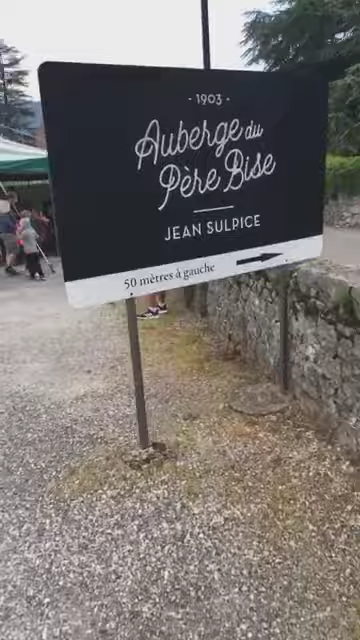 - 1903 -
Auberge du
Père Bise
JEAN SULPICE
50 mètres à gauche